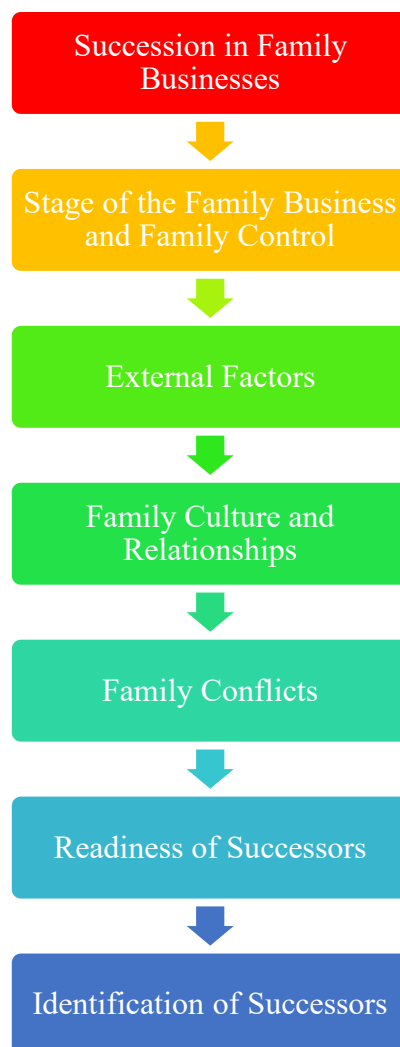 Succession in Family
Businesses
Stage of the Family Business
and Family Control
External Factors
Family Culture and
Relationships
Family Conflicts
Readiness of Successors
Identification of Successors